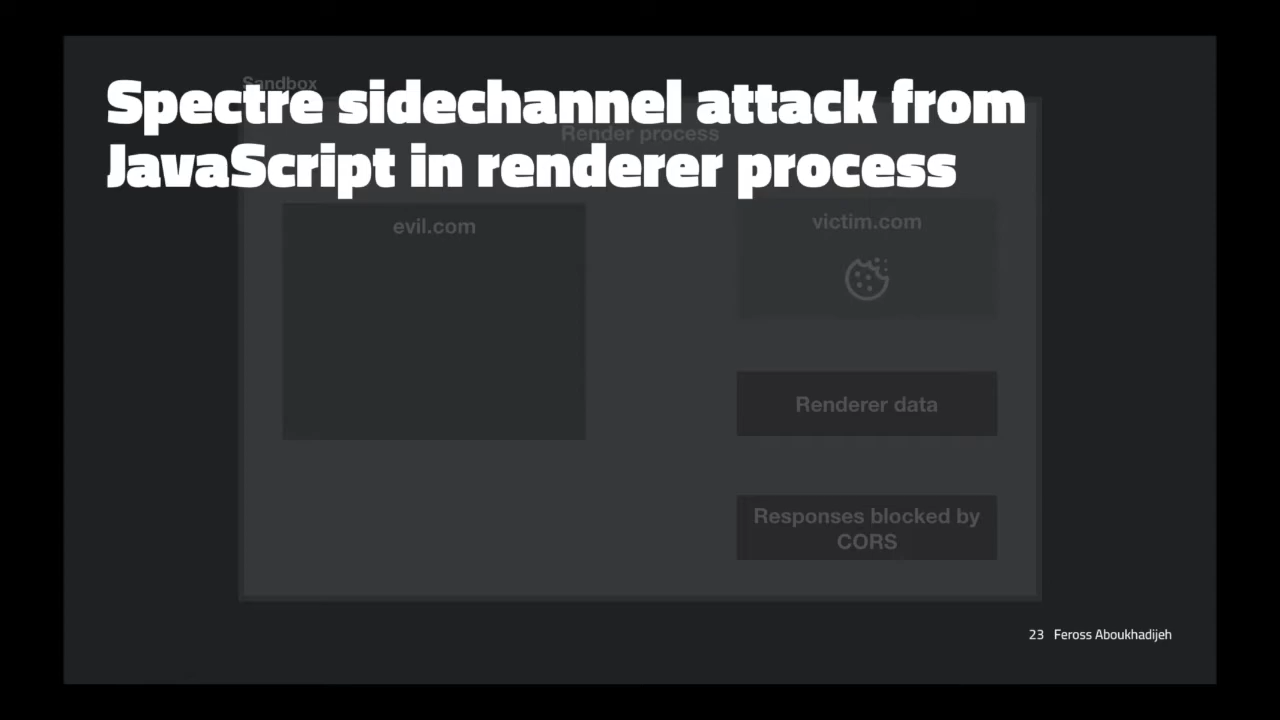 Sandbox
Spectre sidechannel attack from
Render process
JavaScript in renderer process
evil.com
victim.com
Renderer data
Responses blocked by
CORS
23 Feross Aboukhadijeh